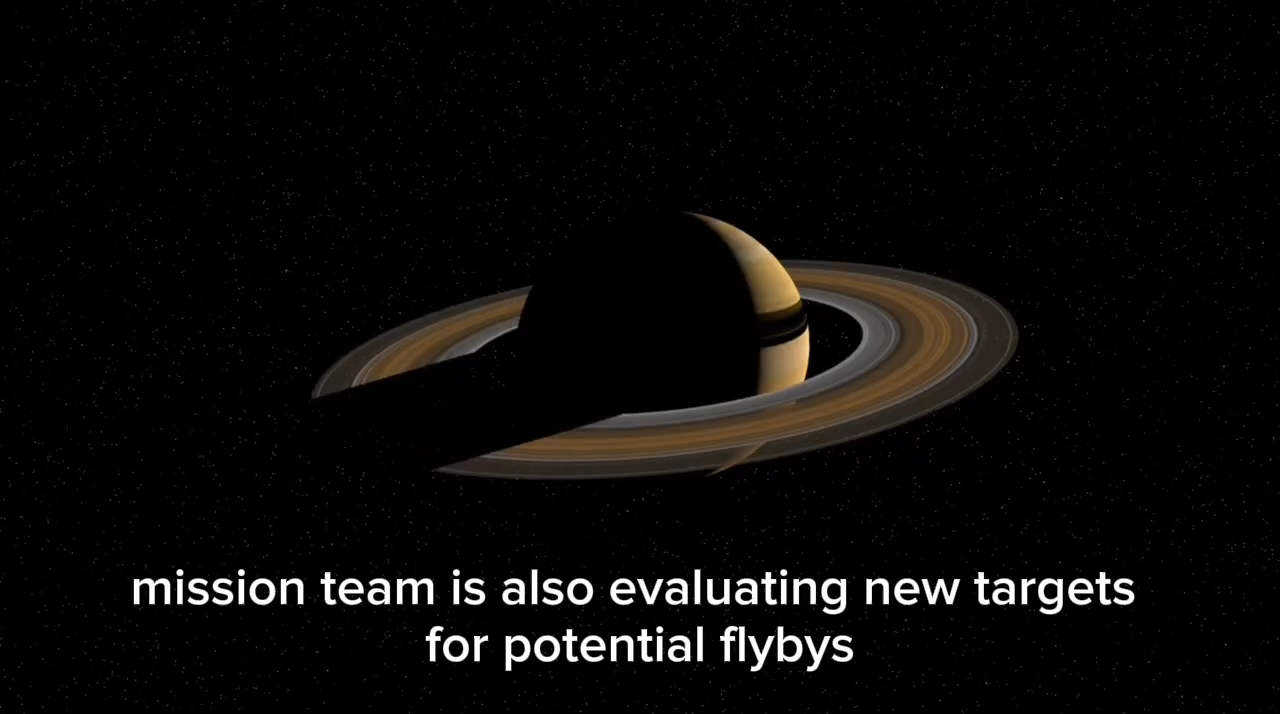 mission team is also evaluating new targets
for potential flybys